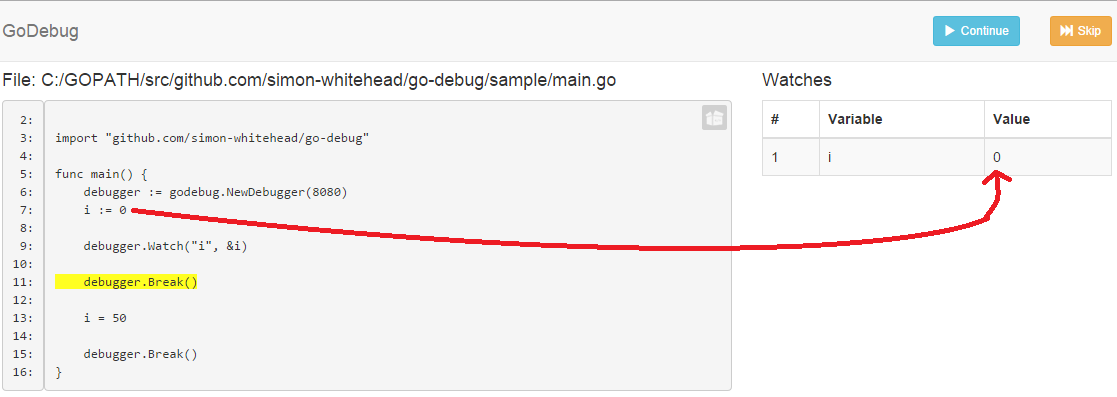 GoDebug
Continue
Skip
File: C:/GOPATH/src/github.com/simon-whitehead/go-debug/sample/main.go
2:
3: import "github.com/simon-whitehead/go-debug"
4:
5: func main() {
6:     debugger := godebug.NewDebugger(8080)
7:     i := 0
8:
9:     debugger.Watch("i", &i)
10:
11:     debugger.Break()
12:
13:     i = 50
14:
15:     debugger.Break()
16: }
Watches
# Variable Value
1 i 0